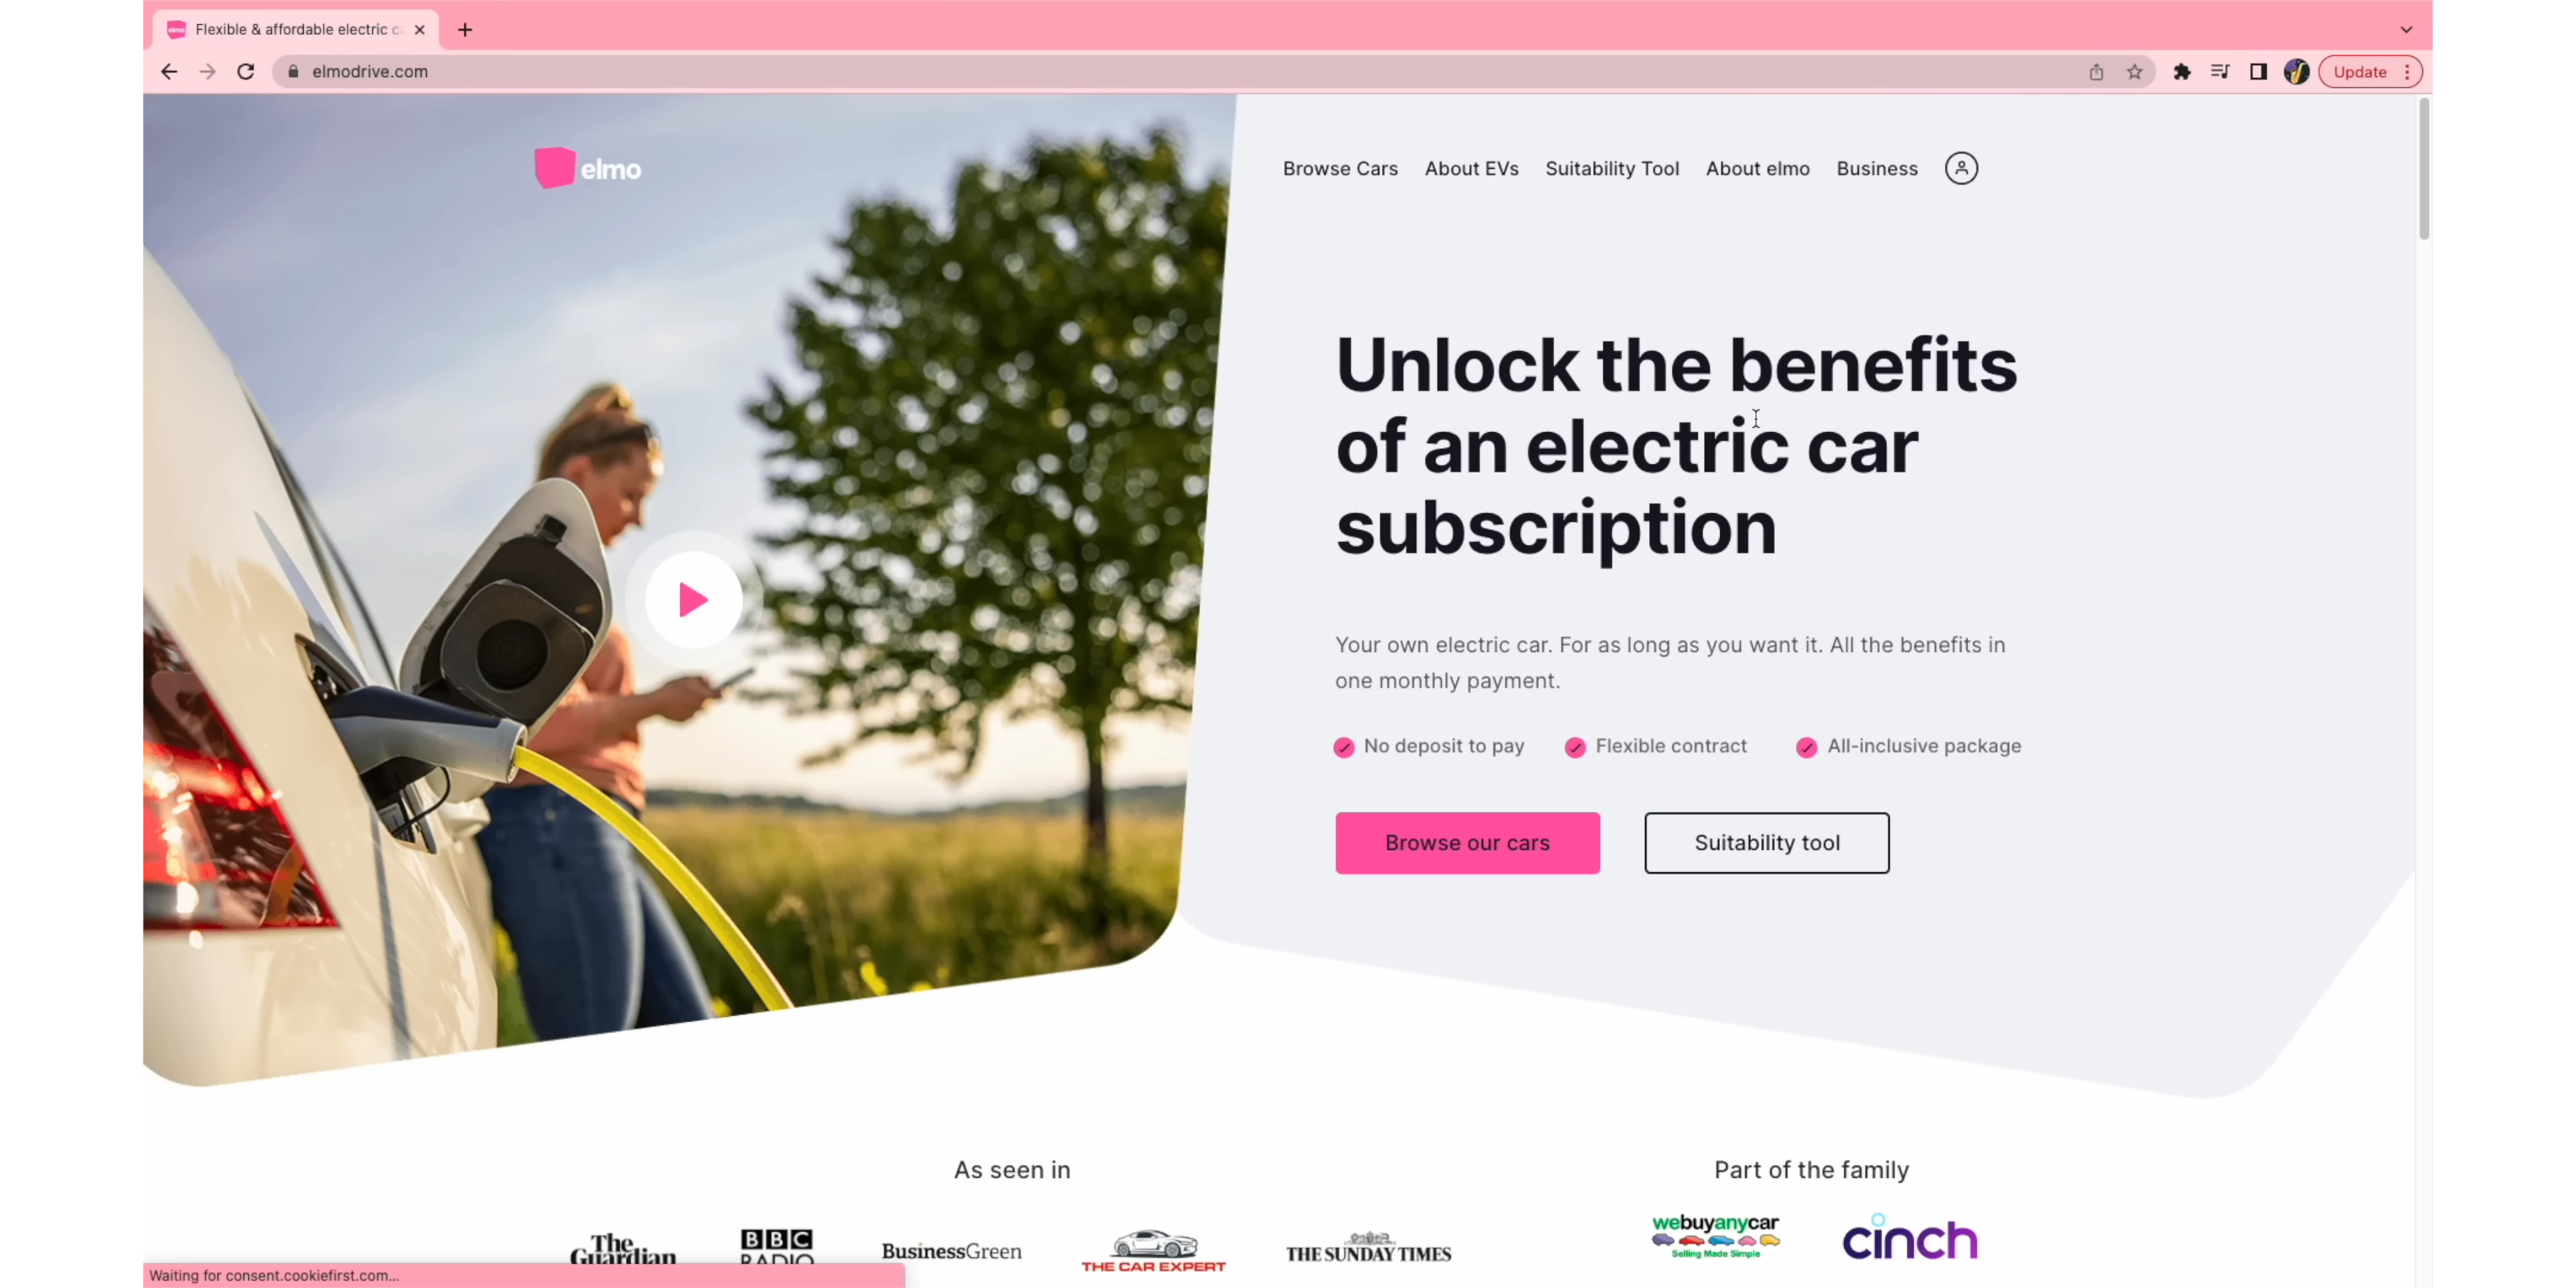 Flexible & affordable electric c
elmodrive.com
Update
elmo
elmo
Browse Cars
About EVs
Suitability Tool
About elmo
Business
Unlock the benefits
of an electric car
subscription
Your own electric car. For as long as you want it. All the benefits in
one monthly payment.
No deposit to pay
Flexible contract
All-inclusive package
Browse our cars
Suitability tool
As seen in
Part of the family
The
Guardian
BBC
RADIO
BusinessGreen
THE CAR EXPERT
THE SUNDAY TIMES
webuyanycar
Selling Made Simple
cinch
Waiting for consent.cookiefirst.com...